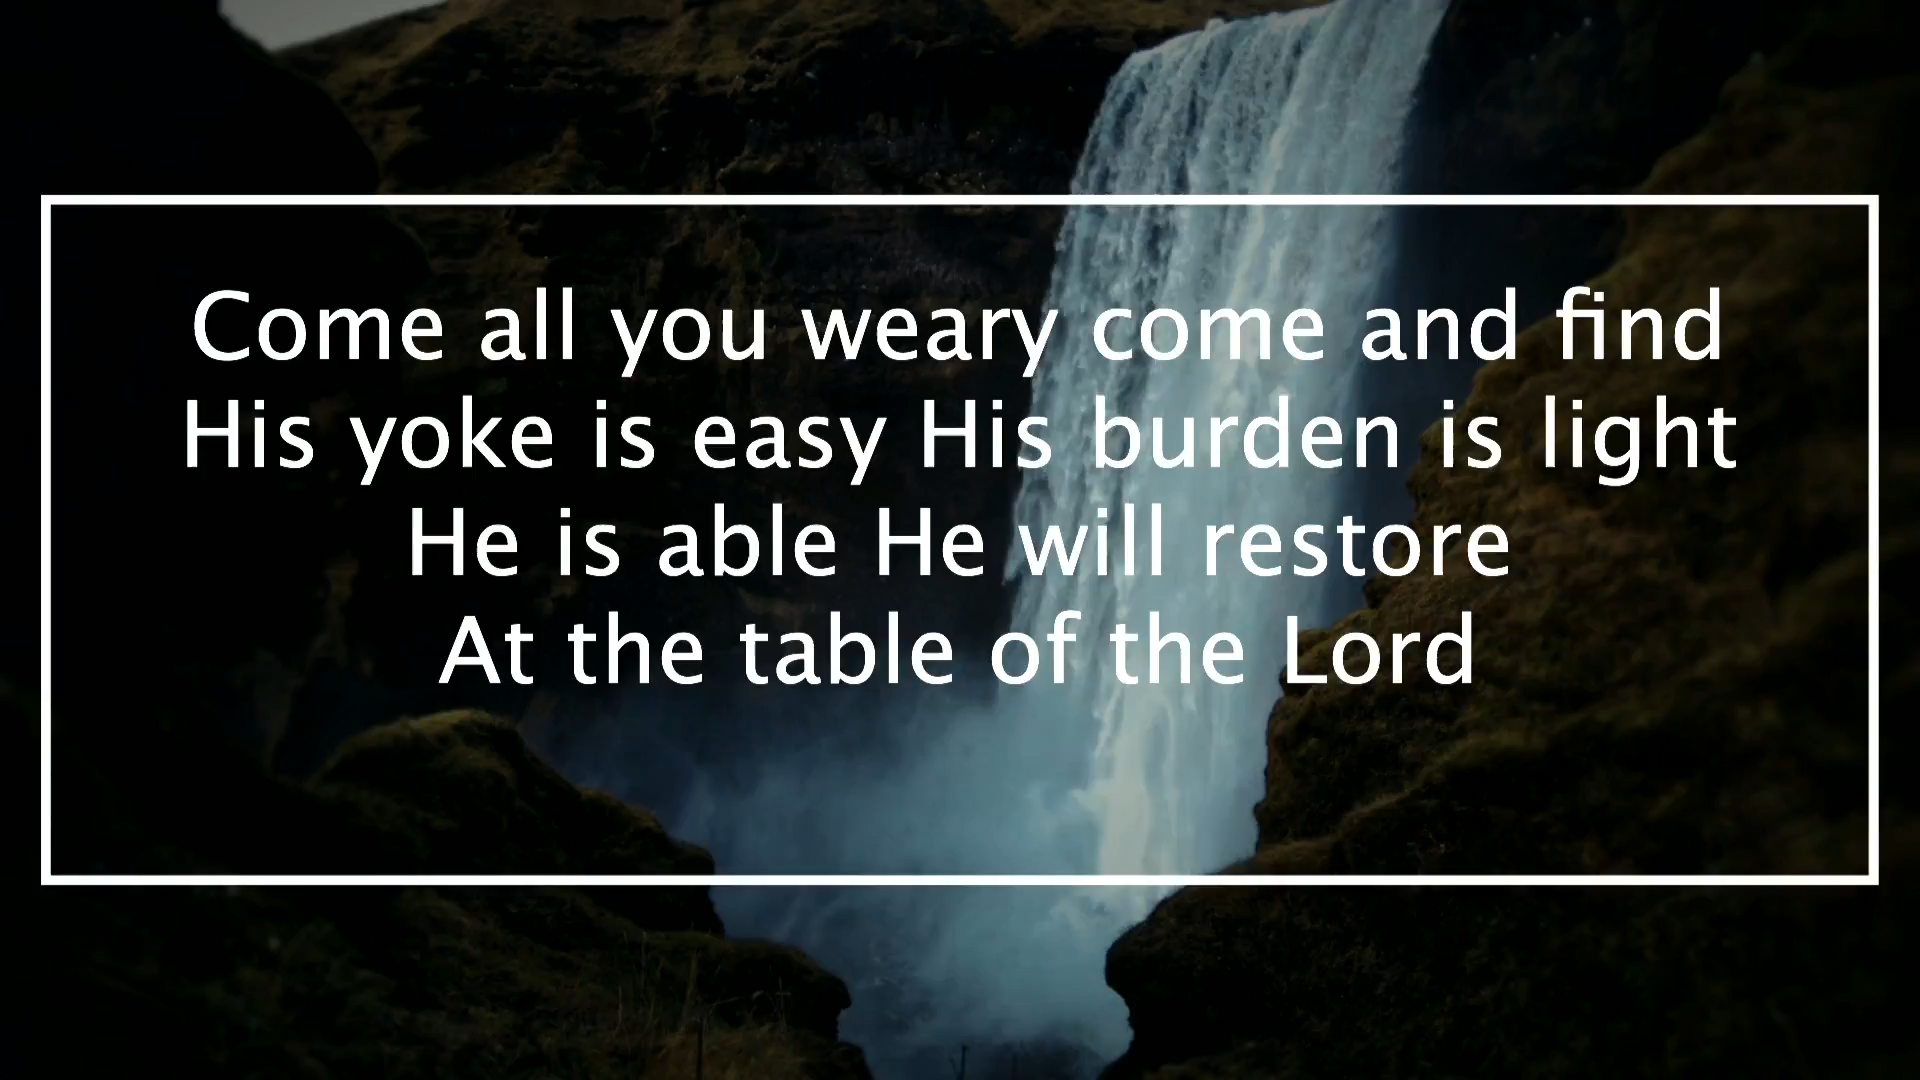 Come all you weary come and find
His yoke is easy His burden is light
He is able He will restore
At the table of the Lord